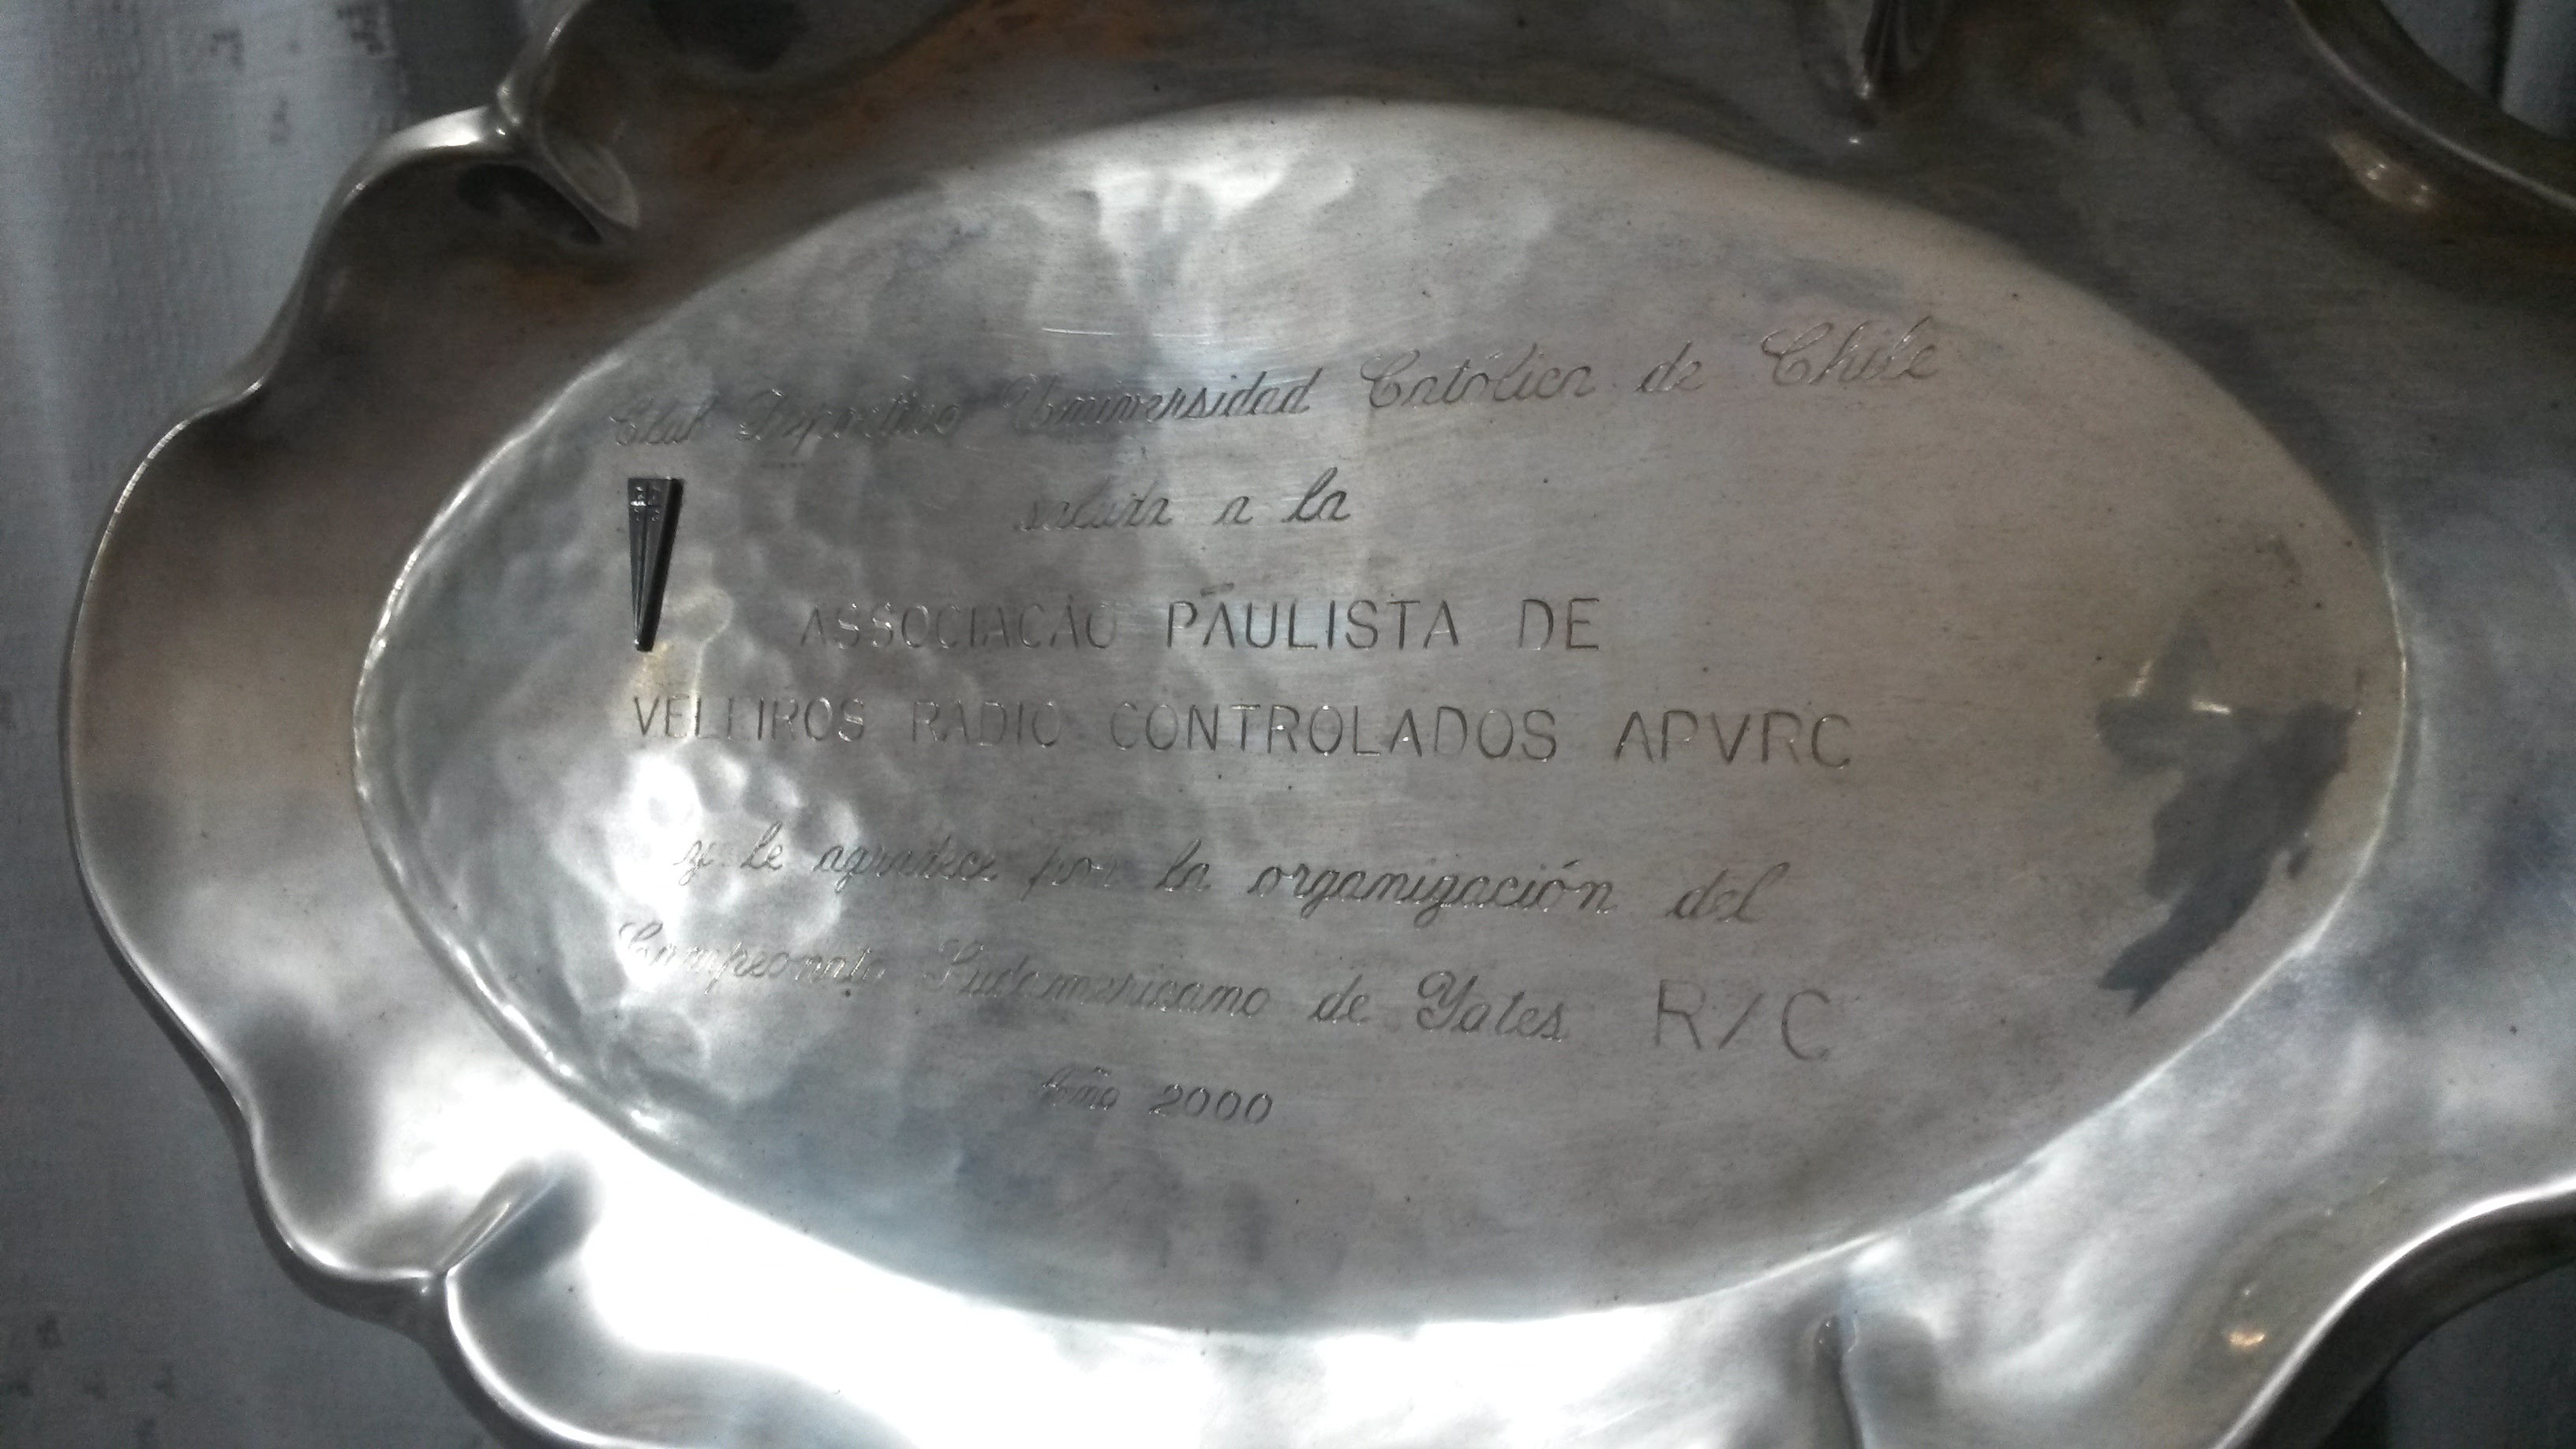 Club Deportivo Universidad Católica de Chile
saluda a la
ASSOCIACÃO PAULISTA DE
VELEIROS RADIO CONTROLADOS APVRC
y le agradece por la organización del
Campeonato Sudamericano de Yates R/C
Año 2000